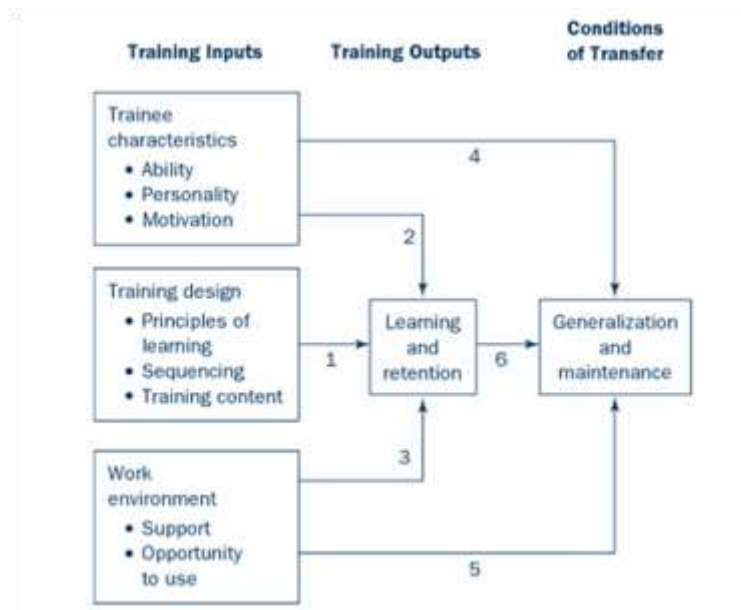 Training Inputs
Training Outputs
Conditions
of Transfer
Trainee
characteristics
• Ability
• Personality
• Motivation
4
2
Training design
• Principles of
learning
• Sequencing
• Training content
1
Learning
and
retention
6
Generalization
and
maintenance
3
Work
environment
• Support
• Opportunity
to use
5